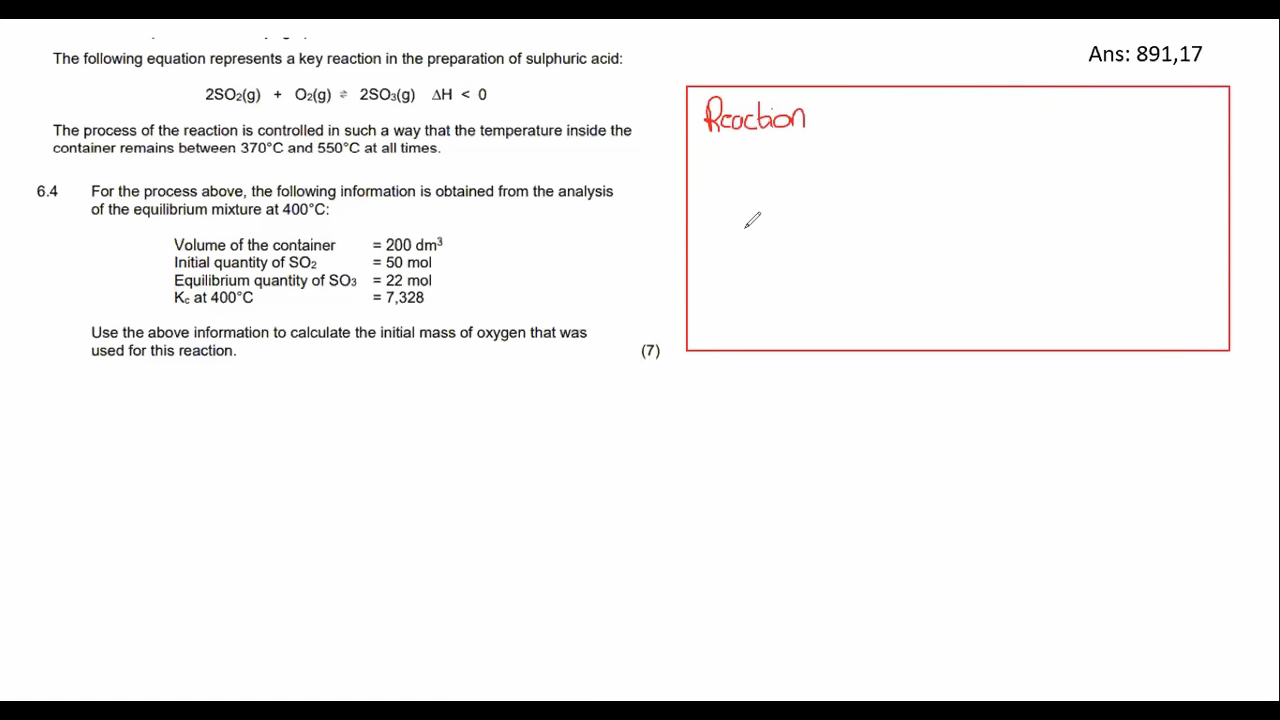 The following equation represents a key reaction in the preparation of sulphuric acid:
2SO₂(g) + O₂(g) ⇌ 2SO₃(g) ΔH < 0
The process of the reaction is controlled in such a way that the temperature inside the
container remains between 370°C and 550°C at all times.
6.4 For the process above, the following information is obtained from the analysis
of the equilibrium mixture at 400°C:
Volume of the container = 200 dm³
Initial quantity of SO₂ = 50 mol
Equilibrium quantity of SO₃ = 22 mol
Kc at 400°C = 7,328
Use the above information to calculate the initial mass of oxygen that was
used for this reaction. (7)
Ans: 891,17
Reaction